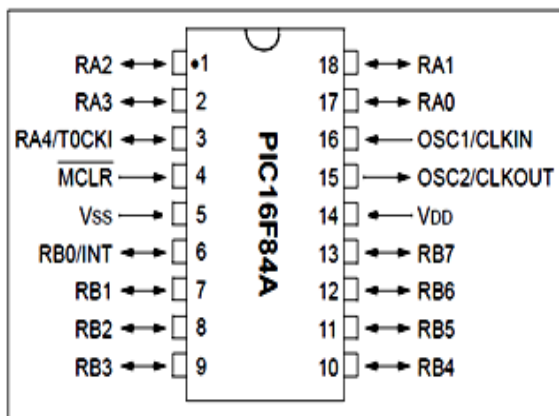 RA2 1 18 RA1
RA3 2 17 RA0
RA4/T0CKI 3 16 OSC1/CLKIN
MCLR 4 15 OSC2/CLKOUT
VSS 5 14 VDD
RB0/INT 6 13 RB7
RB1 7 12 RB6
RB2 8 11 RB5
RB3 9 10 RB4
PIC16F84A